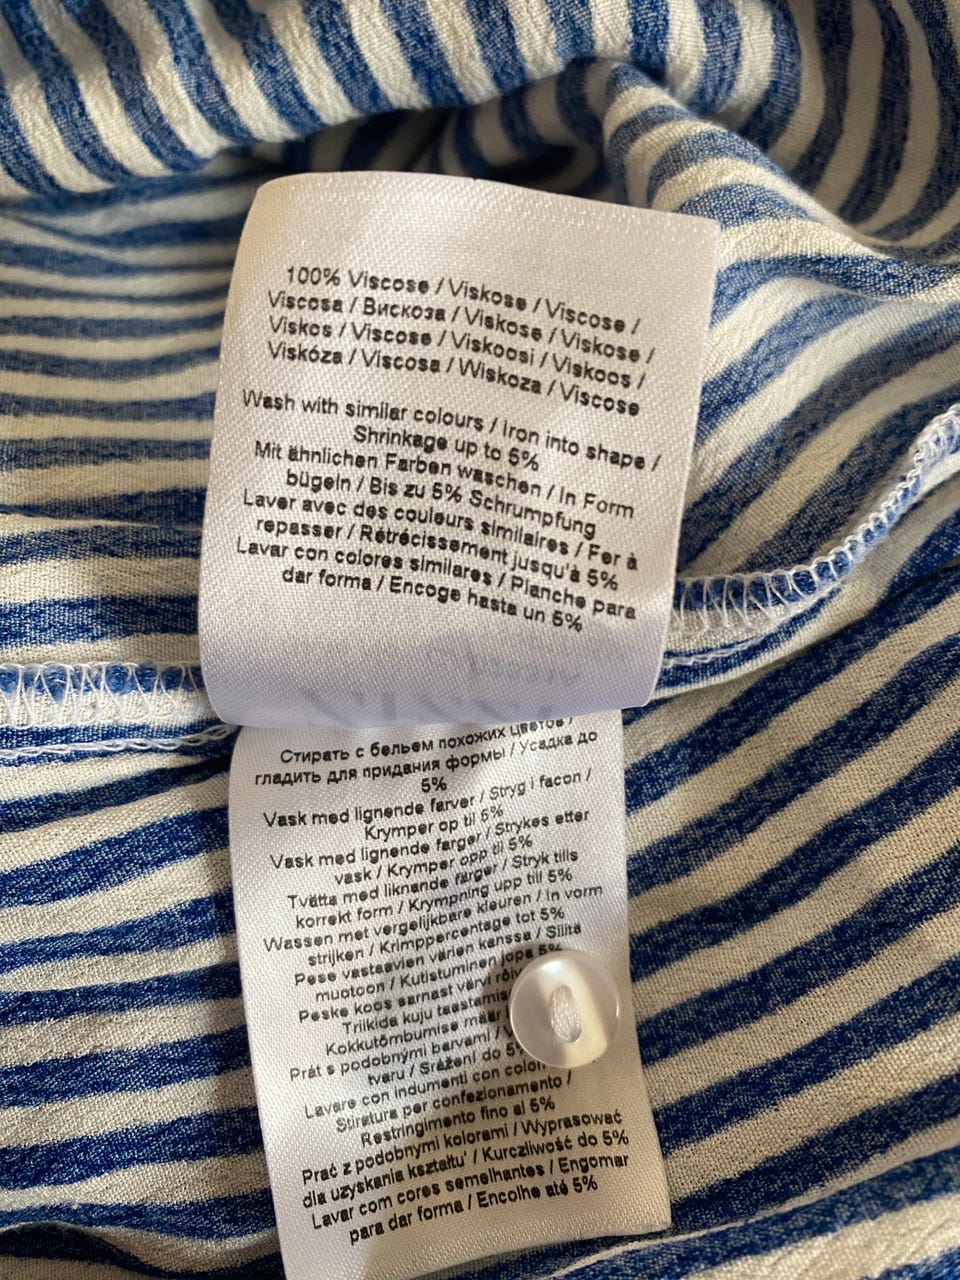 100% Viscose / Viskose / Viscose /
Viscosa / Вискоза / Viskose / Viskose /
Viskos / Viscose / Viskoosi / Viskoos /
Viskóza / Viscosa / Wiskoza / Viscose
Wash with similar colours / Iron into shape /
Shrinkage up to 5%
Mit ähnlichen Farben waschen / In Form
bügeln / Bis zu 5% Schrumpfung
Laver avec des couleurs similaires / Fer à
repasser / Rétrécissement jusqu'à 5%
Lavar con colores similares / Planche para
dar forma / Encoge hasta un 5%
Стирать с бельем похожих цветов /
гладить для придания формы / Усадка до
5%
Vask med lignende farver / Stryg i facon /
Krymper op til 5%
Vask med lignende farger / Strykes etter
vask / Krymper opp til 5%
Tvätta med liknande färger / Stryk tills
korrekt form / Krympning upp till 5%
Wassen met vergelijkbare kleuren / In vorm
strijken / Krimppercentage tot 5%
Pese vastaavien värien kanssa / Silitä
muotoon / Kutistuminen jopa 5%
Peske koos sarnast värvi
Triikida kuju
Kokkutõmbumise määr
Prát s podobnými barvami /
tvaru / Srážení do
Lavare con indumenti con
Stiratura per confezionamento /
Restringimento fino al 5%
Prać z podobnymi kolorami / Wyprasować
dla uzyskania kształtu' / Kurczliwość do 5%
Lavar com cores semelhantes / Engomar
para dar forma / Encolhe até 5%